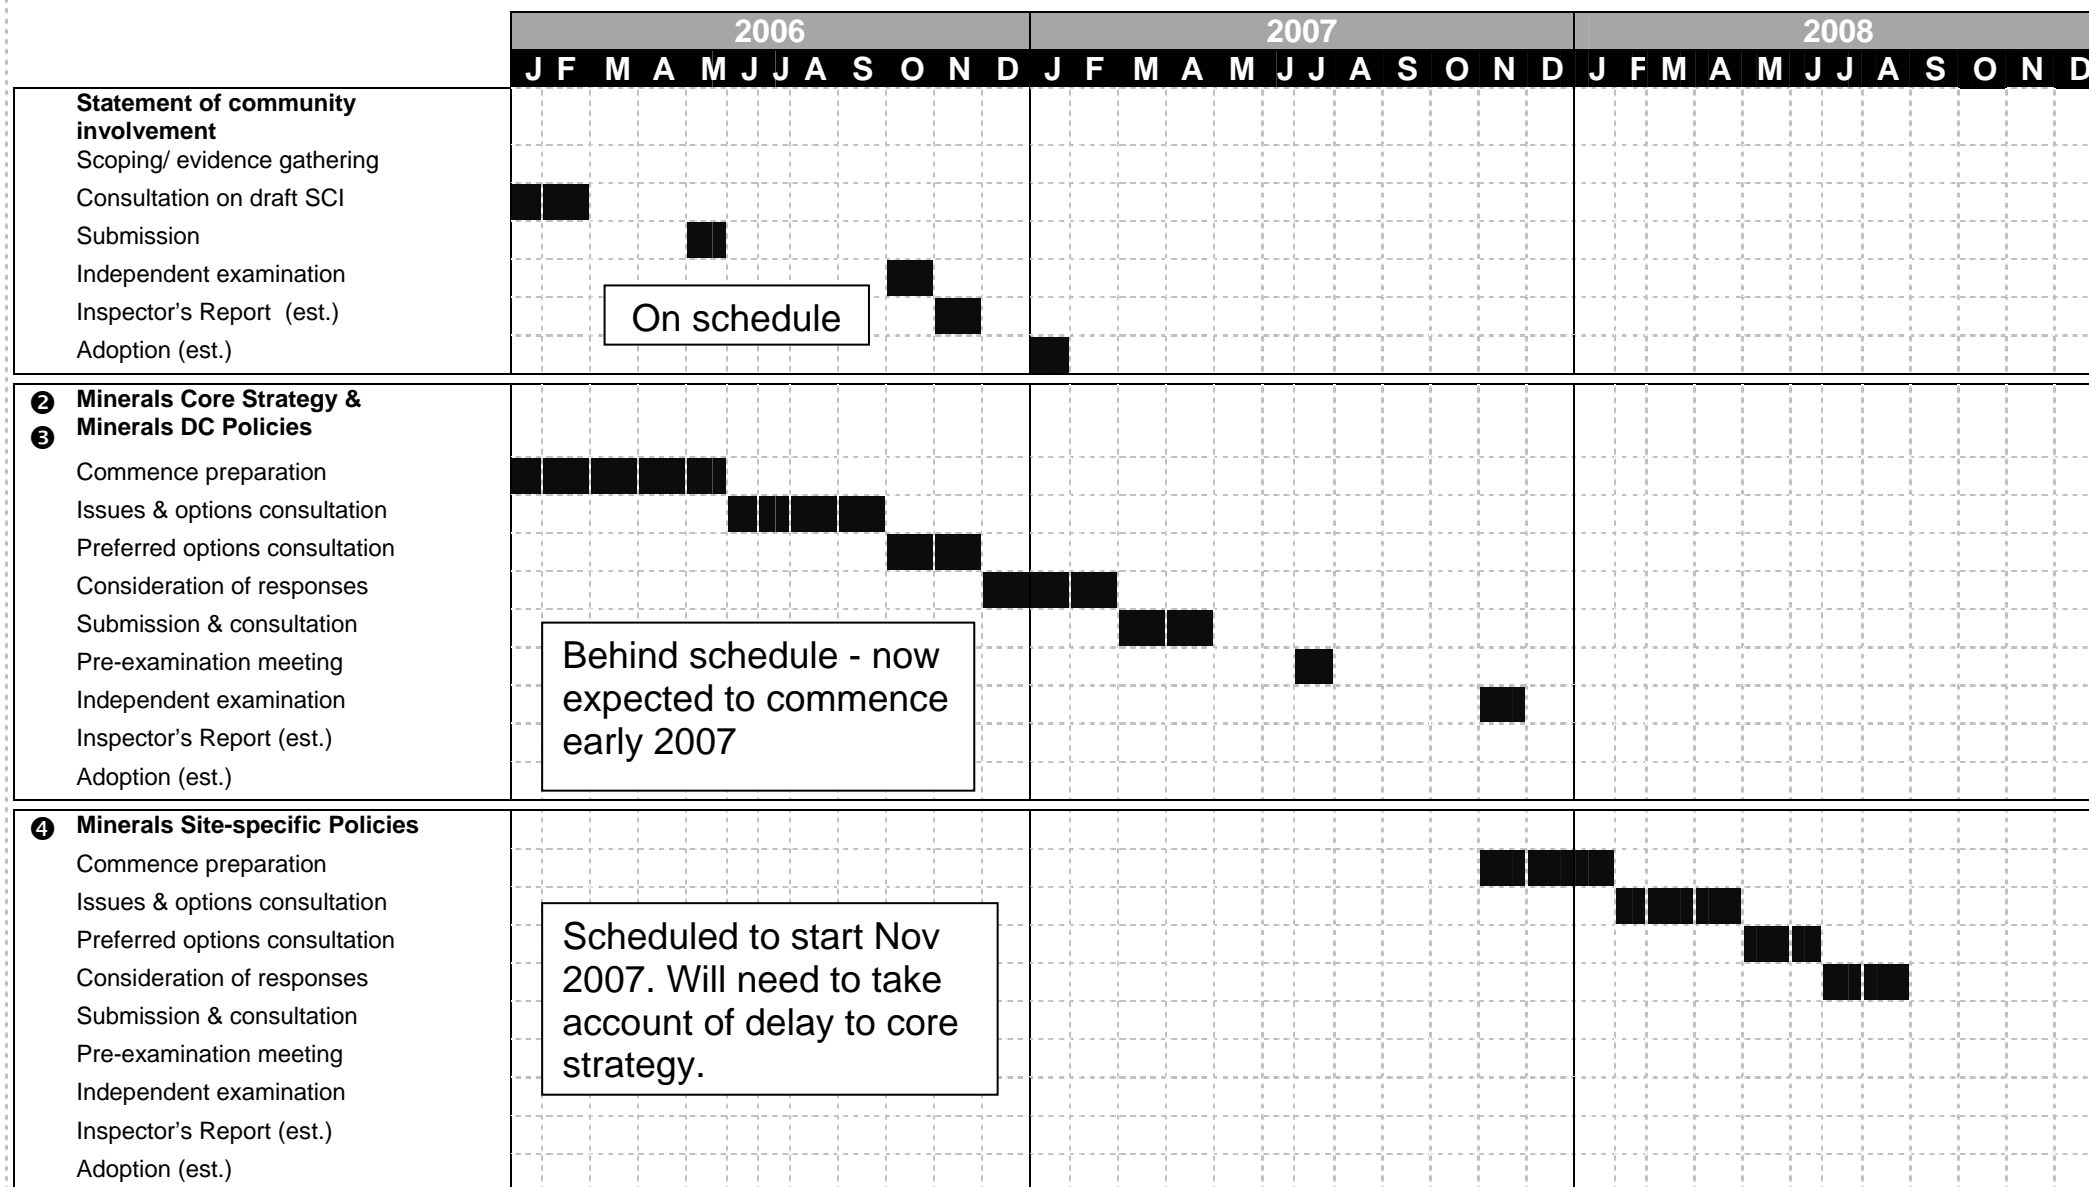 2006 2007 2008
J F M A M J J A S O N D J F M A M J J A S O N D J F M A M J J A S O N D
Statement of community
involvement
Scoping/ evidence gathering
Consultation on draft SCI
Submission
Independent examination
Inspector's Report (est.)
On schedule
Adoption (est.)
❷ Minerals Core Strategy &
❸ Minerals DC Policies
Commence preparation
Issues & options consultation
Preferred options consultation
Consideration of responses
Submission & consultation
Pre-examination meeting
Independent examination
Inspector's Report (est.)
Adoption (est.)
Behind schedule - now
expected to commence
early 2007
❹ Minerals Site-specific Policies
Commence preparation
Issues & options consultation
Preferred options consultation
Consideration of responses
Submission & consultation
Pre-examination meeting
Independent examination
Inspector's Report (est.)
Adoption (est.)
Scheduled to start Nov
2007. Will need to take
account of delay to core
strategy.